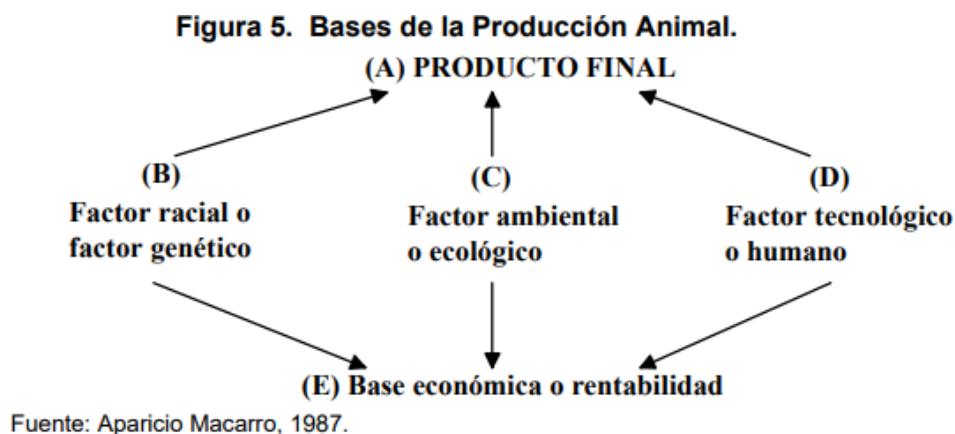 Figura 5. Bases de la Producción Animal.
(A) PRODUCTO FINAL
(B)
Factor racial o
factor genético
(C)
Factor ambiental
o ecológico
(D)
Factor tecnológico
o humano
(E) Base económica o rentabilidad
Fuente: Aparicio Macarro, 1987.